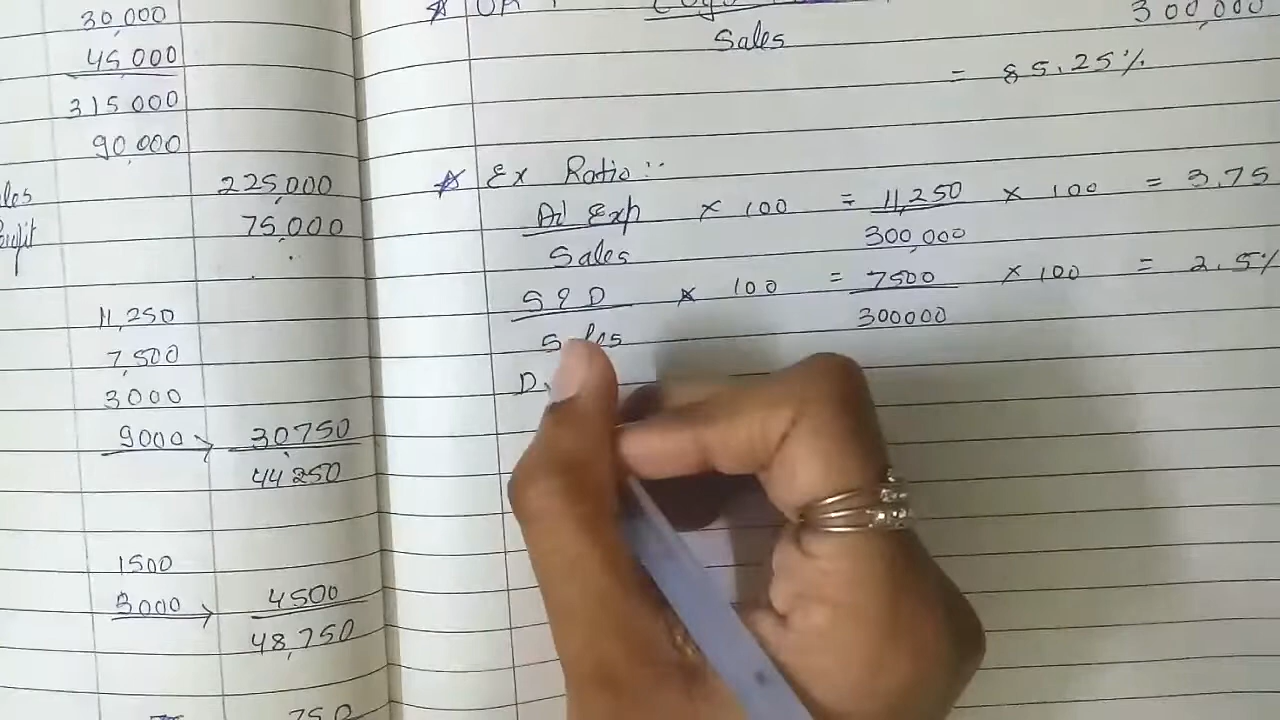 30,000
45,000
315000
90,000
225,000
75,000
11,250
7,500
3000
9000 30750
44250
1500
3000 4500
48,750
750
Sales 300,000
= 85.25%
Ex Ratio:-
Ad Exp × 100 = 11,250 × 100 = 3.75
Sales 300,000
S&D × 100 = 7500 × 100 = 2.5%
Sales 300000